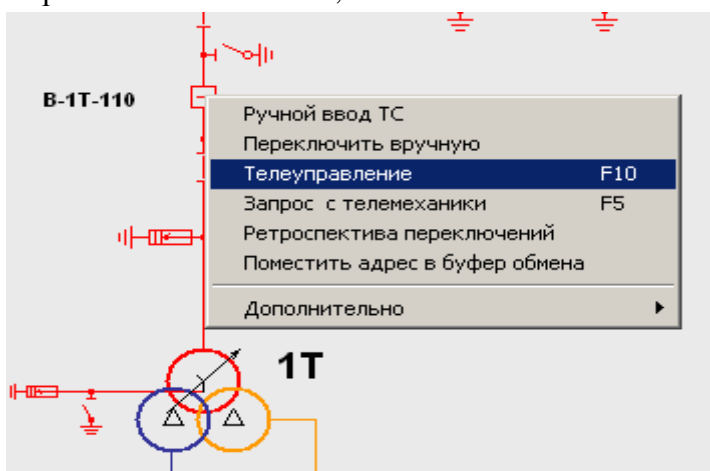 В-1Т-110
Ручной ввод ТС
Переключить вручную
Телеуправление F10
Запрос с телемеханики F5
Ретроспектива переключений
Поместить адрес в буфер обмена
Дополнительно
1Т